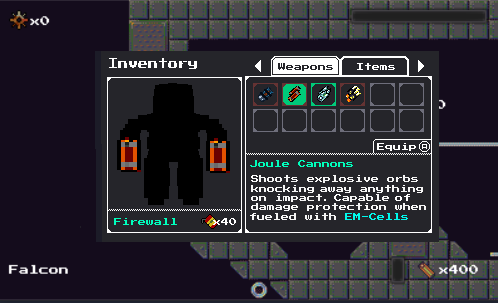 x0
Inventory
Weapons
Items
Equip A
Joule Cannons
Shoots explosive orbs
knocking away anything
on impact. Capable of
damage protection when
fueled with EM-Cells
Firewall
x40
Falcon
x400